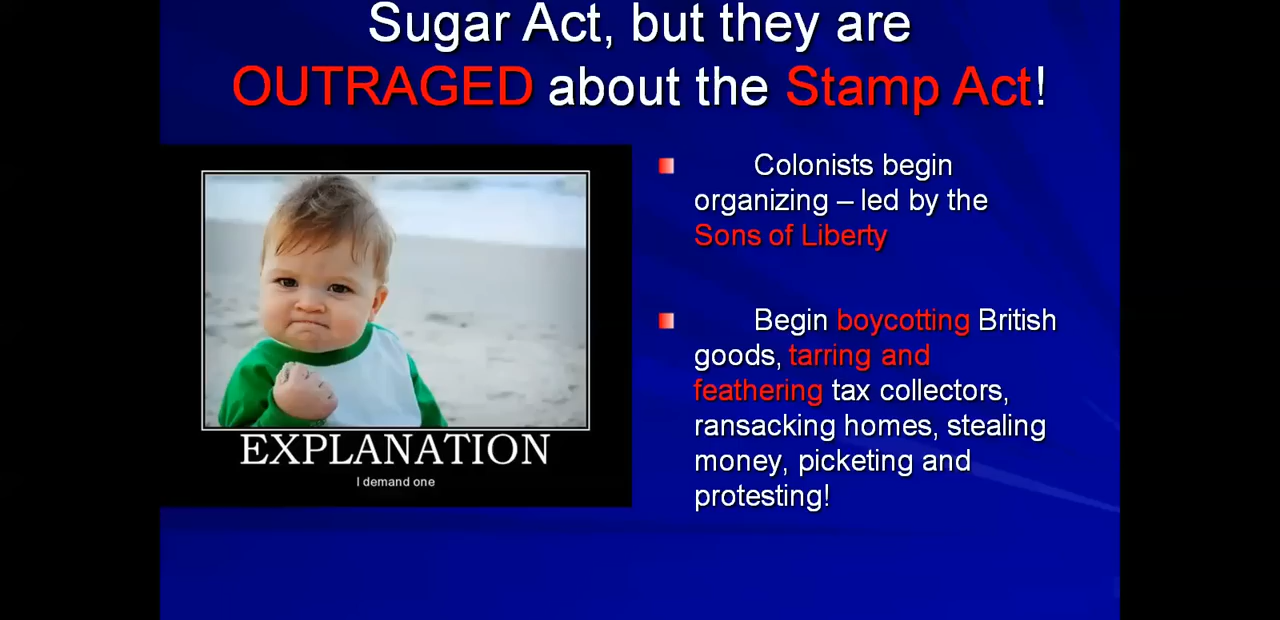 Sugar Act, but they are
OUTRAGED about the Stamp Act!
EXPLANATION
I demand one
Colonists begin
organizing – led by the
Sons of Liberty
Begin boycotting British
goods, tarring and
feathering tax collectors,
ransacking homes, stealing
money, picketing and
protesting!